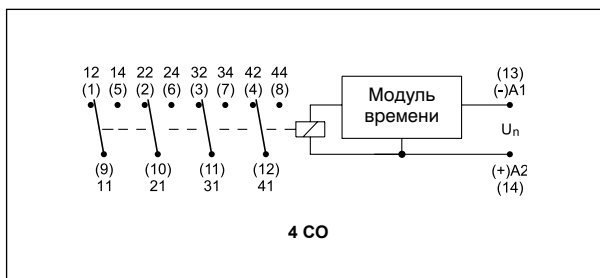 12 14 22 24 32 34 42 44
(1) (5) (2) (6) (3) (7) (4) (8)
(13)
(-)A1
Модуль
времени
Un
(9) (10) (11) (12)
11 21 31 41
(+)A2
(14)
4 CO